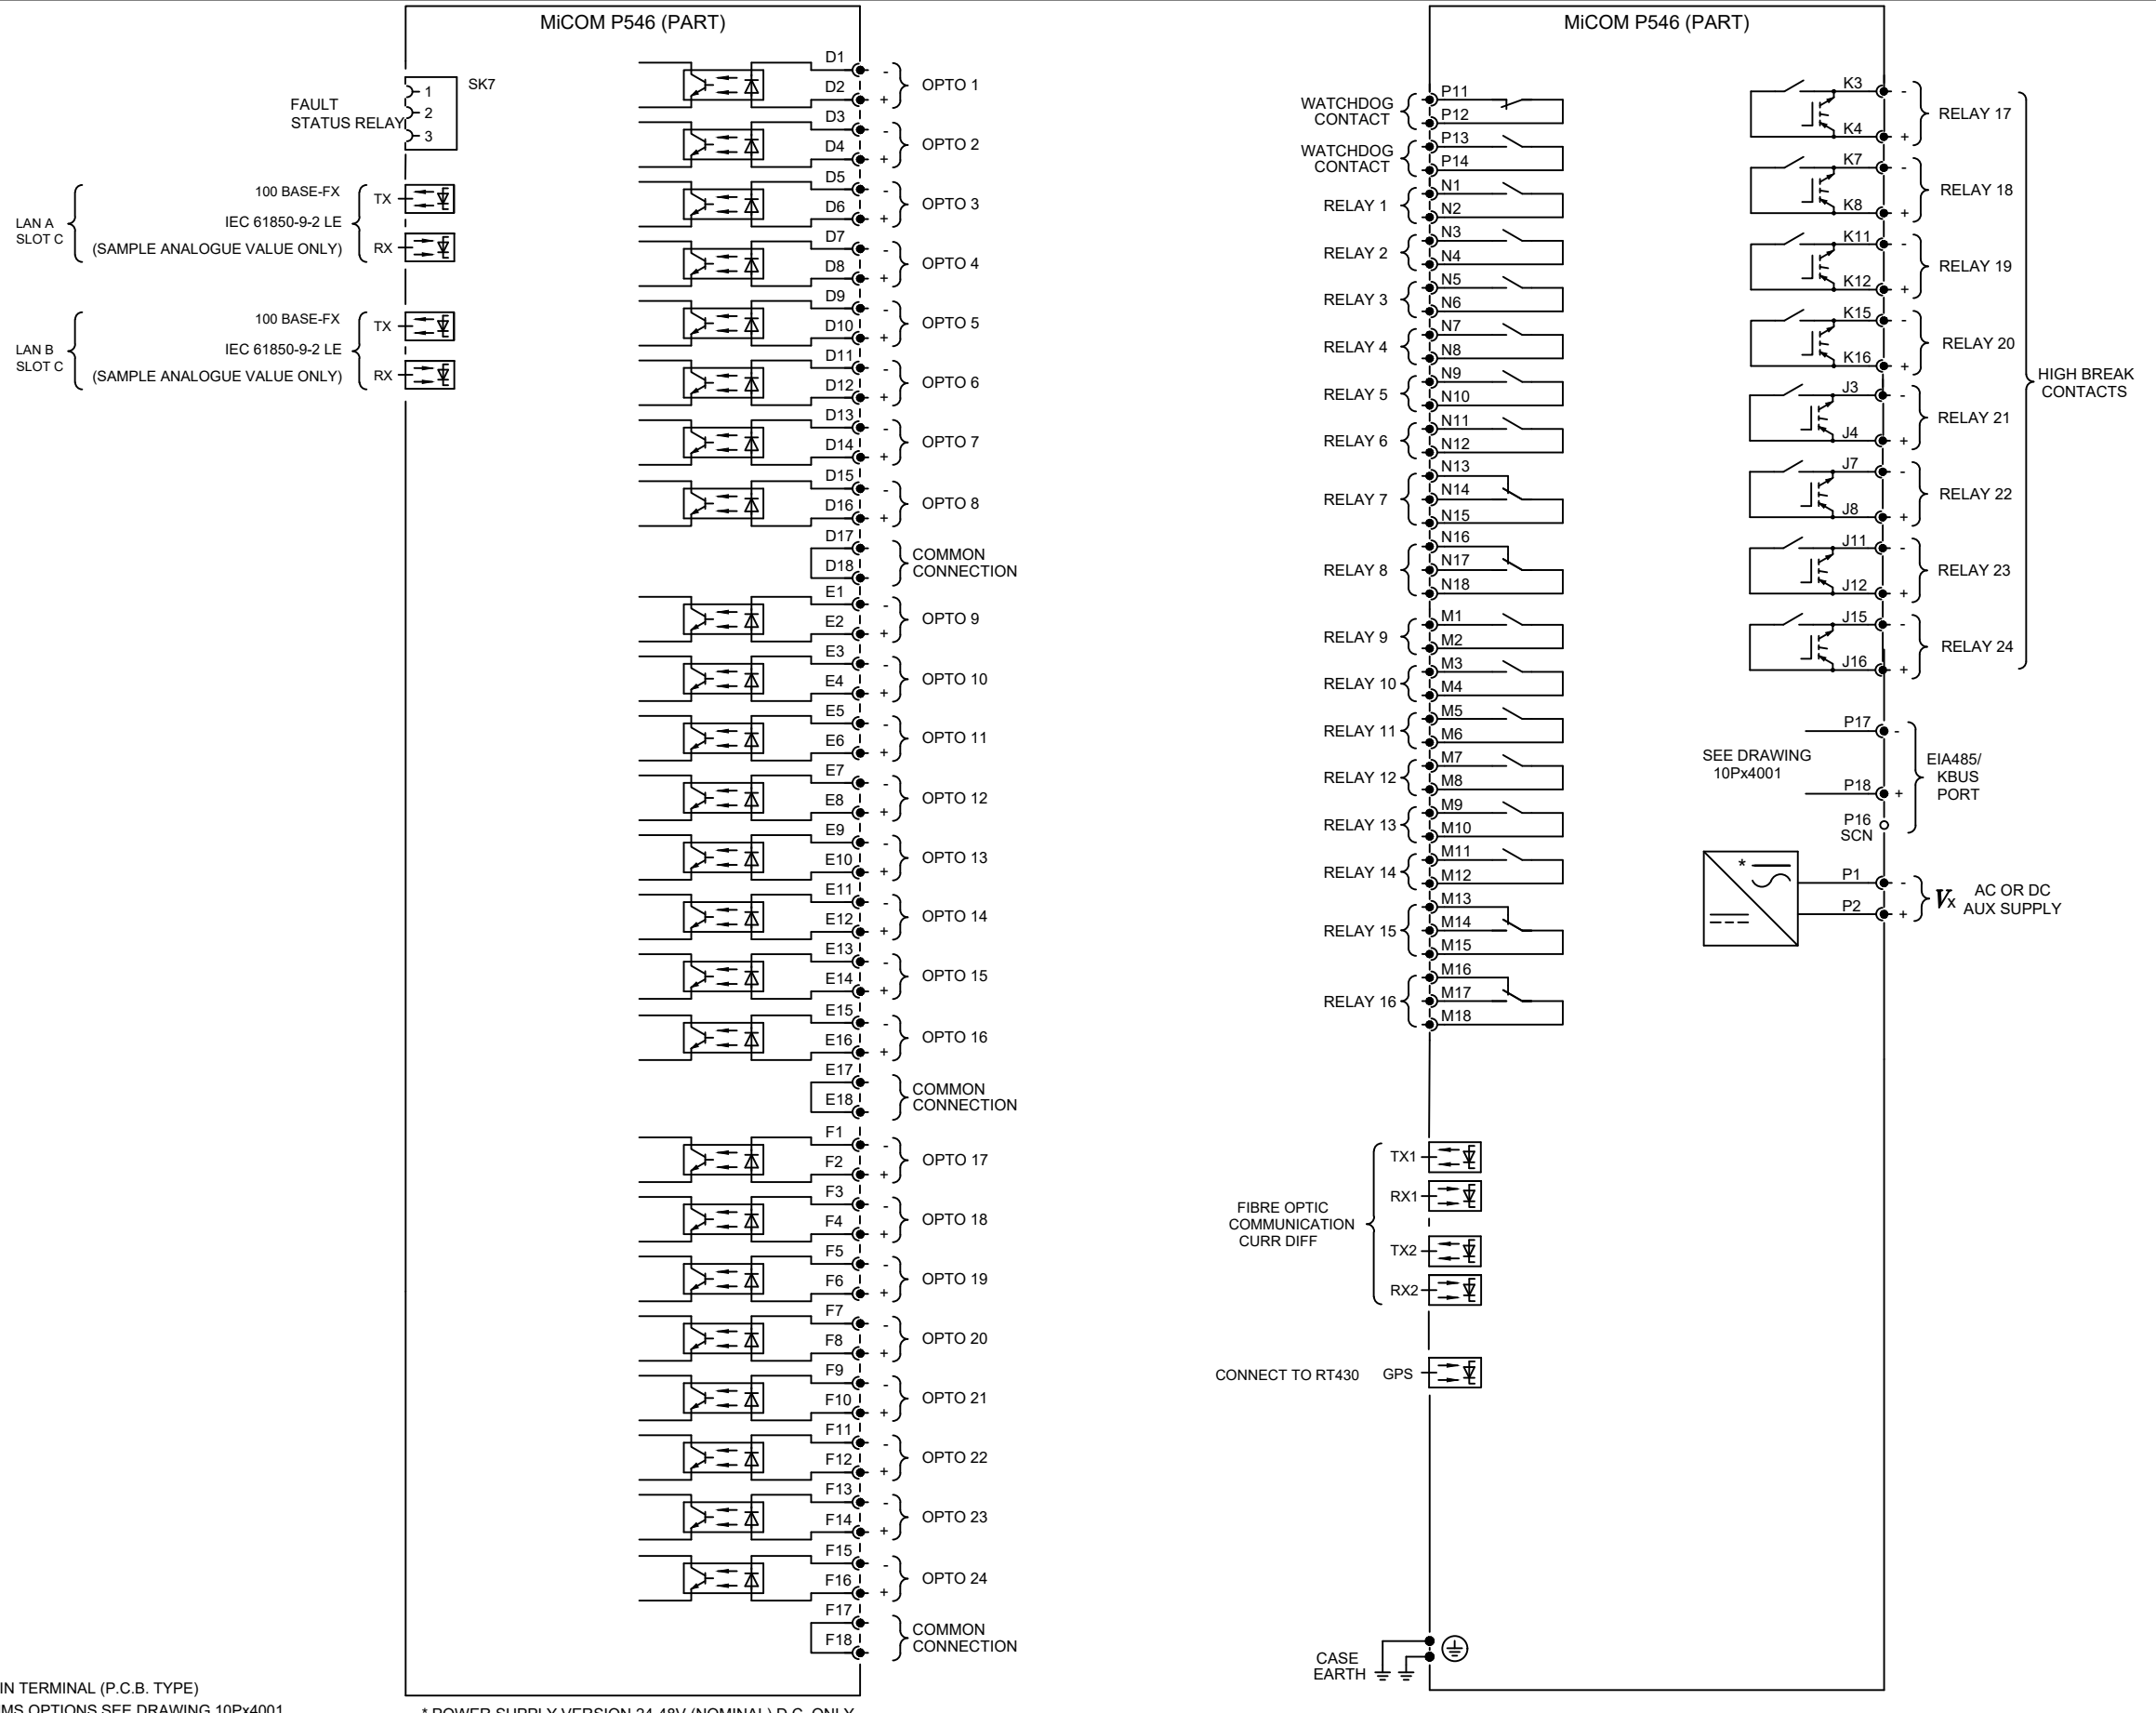 MiCOM P546 (PART)
SK7
1
2
3
FAULT
STATUS RELAY
100 BASE-FX
TX
IEC 61850-9-2 LE
(SAMPLE ANALOGUE VALUE ONLY)
RX
LAN A
SLOT C
100 BASE-FX
TX
IEC 61850-9-2 LE
(SAMPLE ANALOGUE VALUE ONLY)
RX
LAN B
SLOT C
D1 -
D2 +
OPTO 1
D3 -
D4 +
OPTO 2
D5 -
D6 +
OPTO 3
D7 -
D8 +
OPTO 4
D9 -
D10 +
OPTO 5
D11 -
D12 +
OPTO 6
D13 -
D14 +
OPTO 7
D15 -
D16 +
OPTO 8
D17
D18
COMMON
CONNECTION
E1 -
E2 +
OPTO 9
E3 -
E4 +
OPTO 10
E5 -
E6 +
OPTO 11
E7 -
E8 +
OPTO 12
E9 -
E10 +
OPTO 13
E11 -
E12 +
OPTO 14
E13 -
E14 +
OPTO 15
E15 -
E16 +
OPTO 16
E17
E18
COMMON
CONNECTION
F1 -
F2 +
OPTO 17
F3 -
F4 +
OPTO 18
F5 -
F6 +
OPTO 19
F7 -
F8 +
OPTO 20
F9 -
F10 +
OPTO 21
F11 -
F12 +
OPTO 22
F13 -
F14 +
OPTO 23
F15 -
F16 +
OPTO 24
F17
F18
COMMON
CONNECTION
IN TERMINAL (P.C.B. TYPE)
MS OPTIONS SEE DRAWING 10Px4001
* POWER SUPPLY VERSION 24-48V (NOMINAL) D.C. ONLY
MiCOM P546 (PART)
WATCHDOG
CONTACT
P11
P12
WATCHDOG
CONTACT
P13
P14
RELAY 1
N1
N2
RELAY 2
N3
N4
RELAY 3
N5
N6
RELAY 4
N7
N8
RELAY 5
N9
N10
RELAY 6
N11
N12
RELAY 7
N13
N14
N15
RELAY 8
N16
N17
N18
RELAY 9
M1
M2
RELAY 10
M3
M4
RELAY 11
M5
M6
RELAY 12
M7
M8
RELAY 13
M9
M10
RELAY 14
M11
M12
RELAY 15
M13
M14
M15
RELAY 16
M16
M17
M18
FIBRE OPTIC
COMMUNICATION
CURR DIFF
TX1
RX1
TX2
RX2
CONNECT TO RT430 GPS
CASE
EARTH
K3 -
K4 +
RELAY 17
K7 -
K8 +
RELAY 18
K11 -
K12 +
RELAY 19
K15 -
K16 +
RELAY 20
J3 -
J4 +
RELAY 21
J7 -
J8 +
RELAY 22
J11 -
J12 +
RELAY 23
J15 -
J16 +
RELAY 24
HIGH BREAK
CONTACTS
SEE DRAWING
10Px4001
P17 -
P18 +
P16
SCN
EIA485/
KBUS
PORT
*
P1 -
P2 +
Vx
AC OR DC
AUX SUPPLY